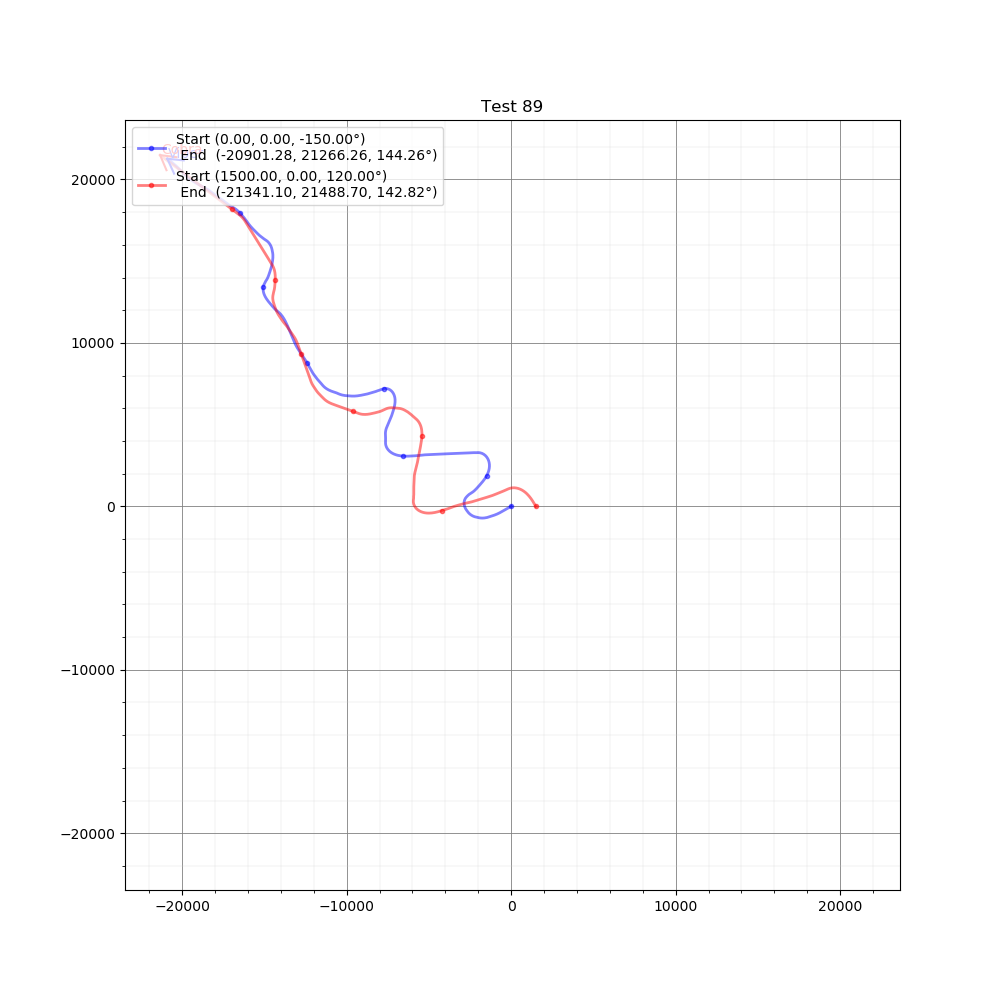 Test 89
Start (0.00, 0.00, -150.00°)
End (-20901.28, 21266.26, 144.26°)
Start (1500.00, 0.00, 120.00°)
End (-21341.10, 21488.70, 142.82°)
20000
10000
0
−10000
−20000
−20000 −10000 0 10000 20000